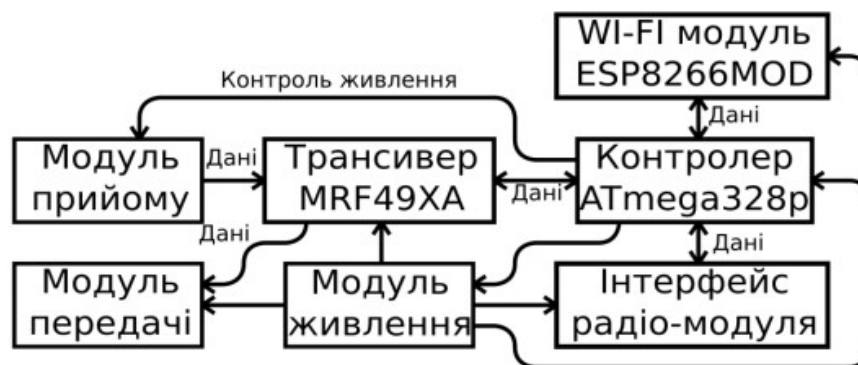 WI-FI модуль
ESP8266MOD
Контроль живлення
Дані
Модуль
прийому
Дані
Трансивер
MRF49XA
Дані
Контролер
ATmega328p
Дані
Дані
Модуль
передачі
Модуль
живлення
Інтерфейс
радіо-модуля